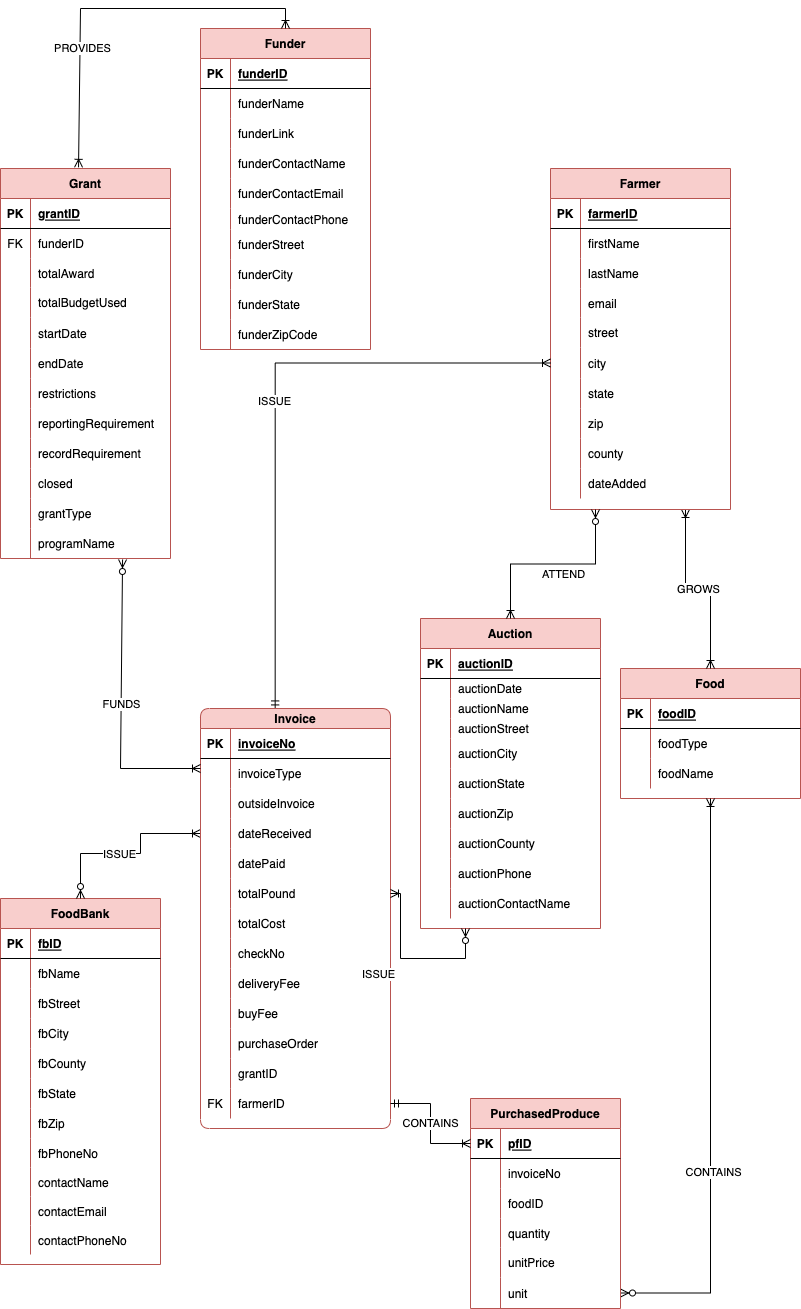 PROVIDES
Funder
PK funderID
funderName
funderLink
funderContactName
funderContactEmail
funderContactPhone
funderStreet
funderCity
funderState
funderZipCode
Grant
PK grantID
FK funderID
totalAward
totalBudgetUsed
startDate
endDate
restrictions
reportingRequirement
recordRequirement
closed
grantType
programName
Farmer
PK farmerID
firstName
lastName
email
street
city
state
zip
county
dateAdded
ISSUE
ATTEND
GROWS
Auction
PK auctionID
auctionDate
auctionName
auctionStreet
auctionCity
auctionState
auctionZip
auctionCounty
auctionPhone
auctionContactName
Food
PK foodID
foodType
foodName
FUNDS
Invoice
PK invoiceNo
invoiceType
outsideInvoice
dateReceived
datePaid
totalPound
totalCost
checkNo
deliveryFee
buyFee
purchaseOrder
grantID
FK farmerID
ISSUE
FoodBank
PK fbID
fbName
fbStreet
fbCity
fbCounty
fbState
fbZip
fbPhoneNo
contactName
contactEmail
contactPhoneNo
ISSUE
CONTAINS
PurchasedProduce
PK pfID
invoiceNo
foodID
quantity
unitPrice
unit
CONTAINS